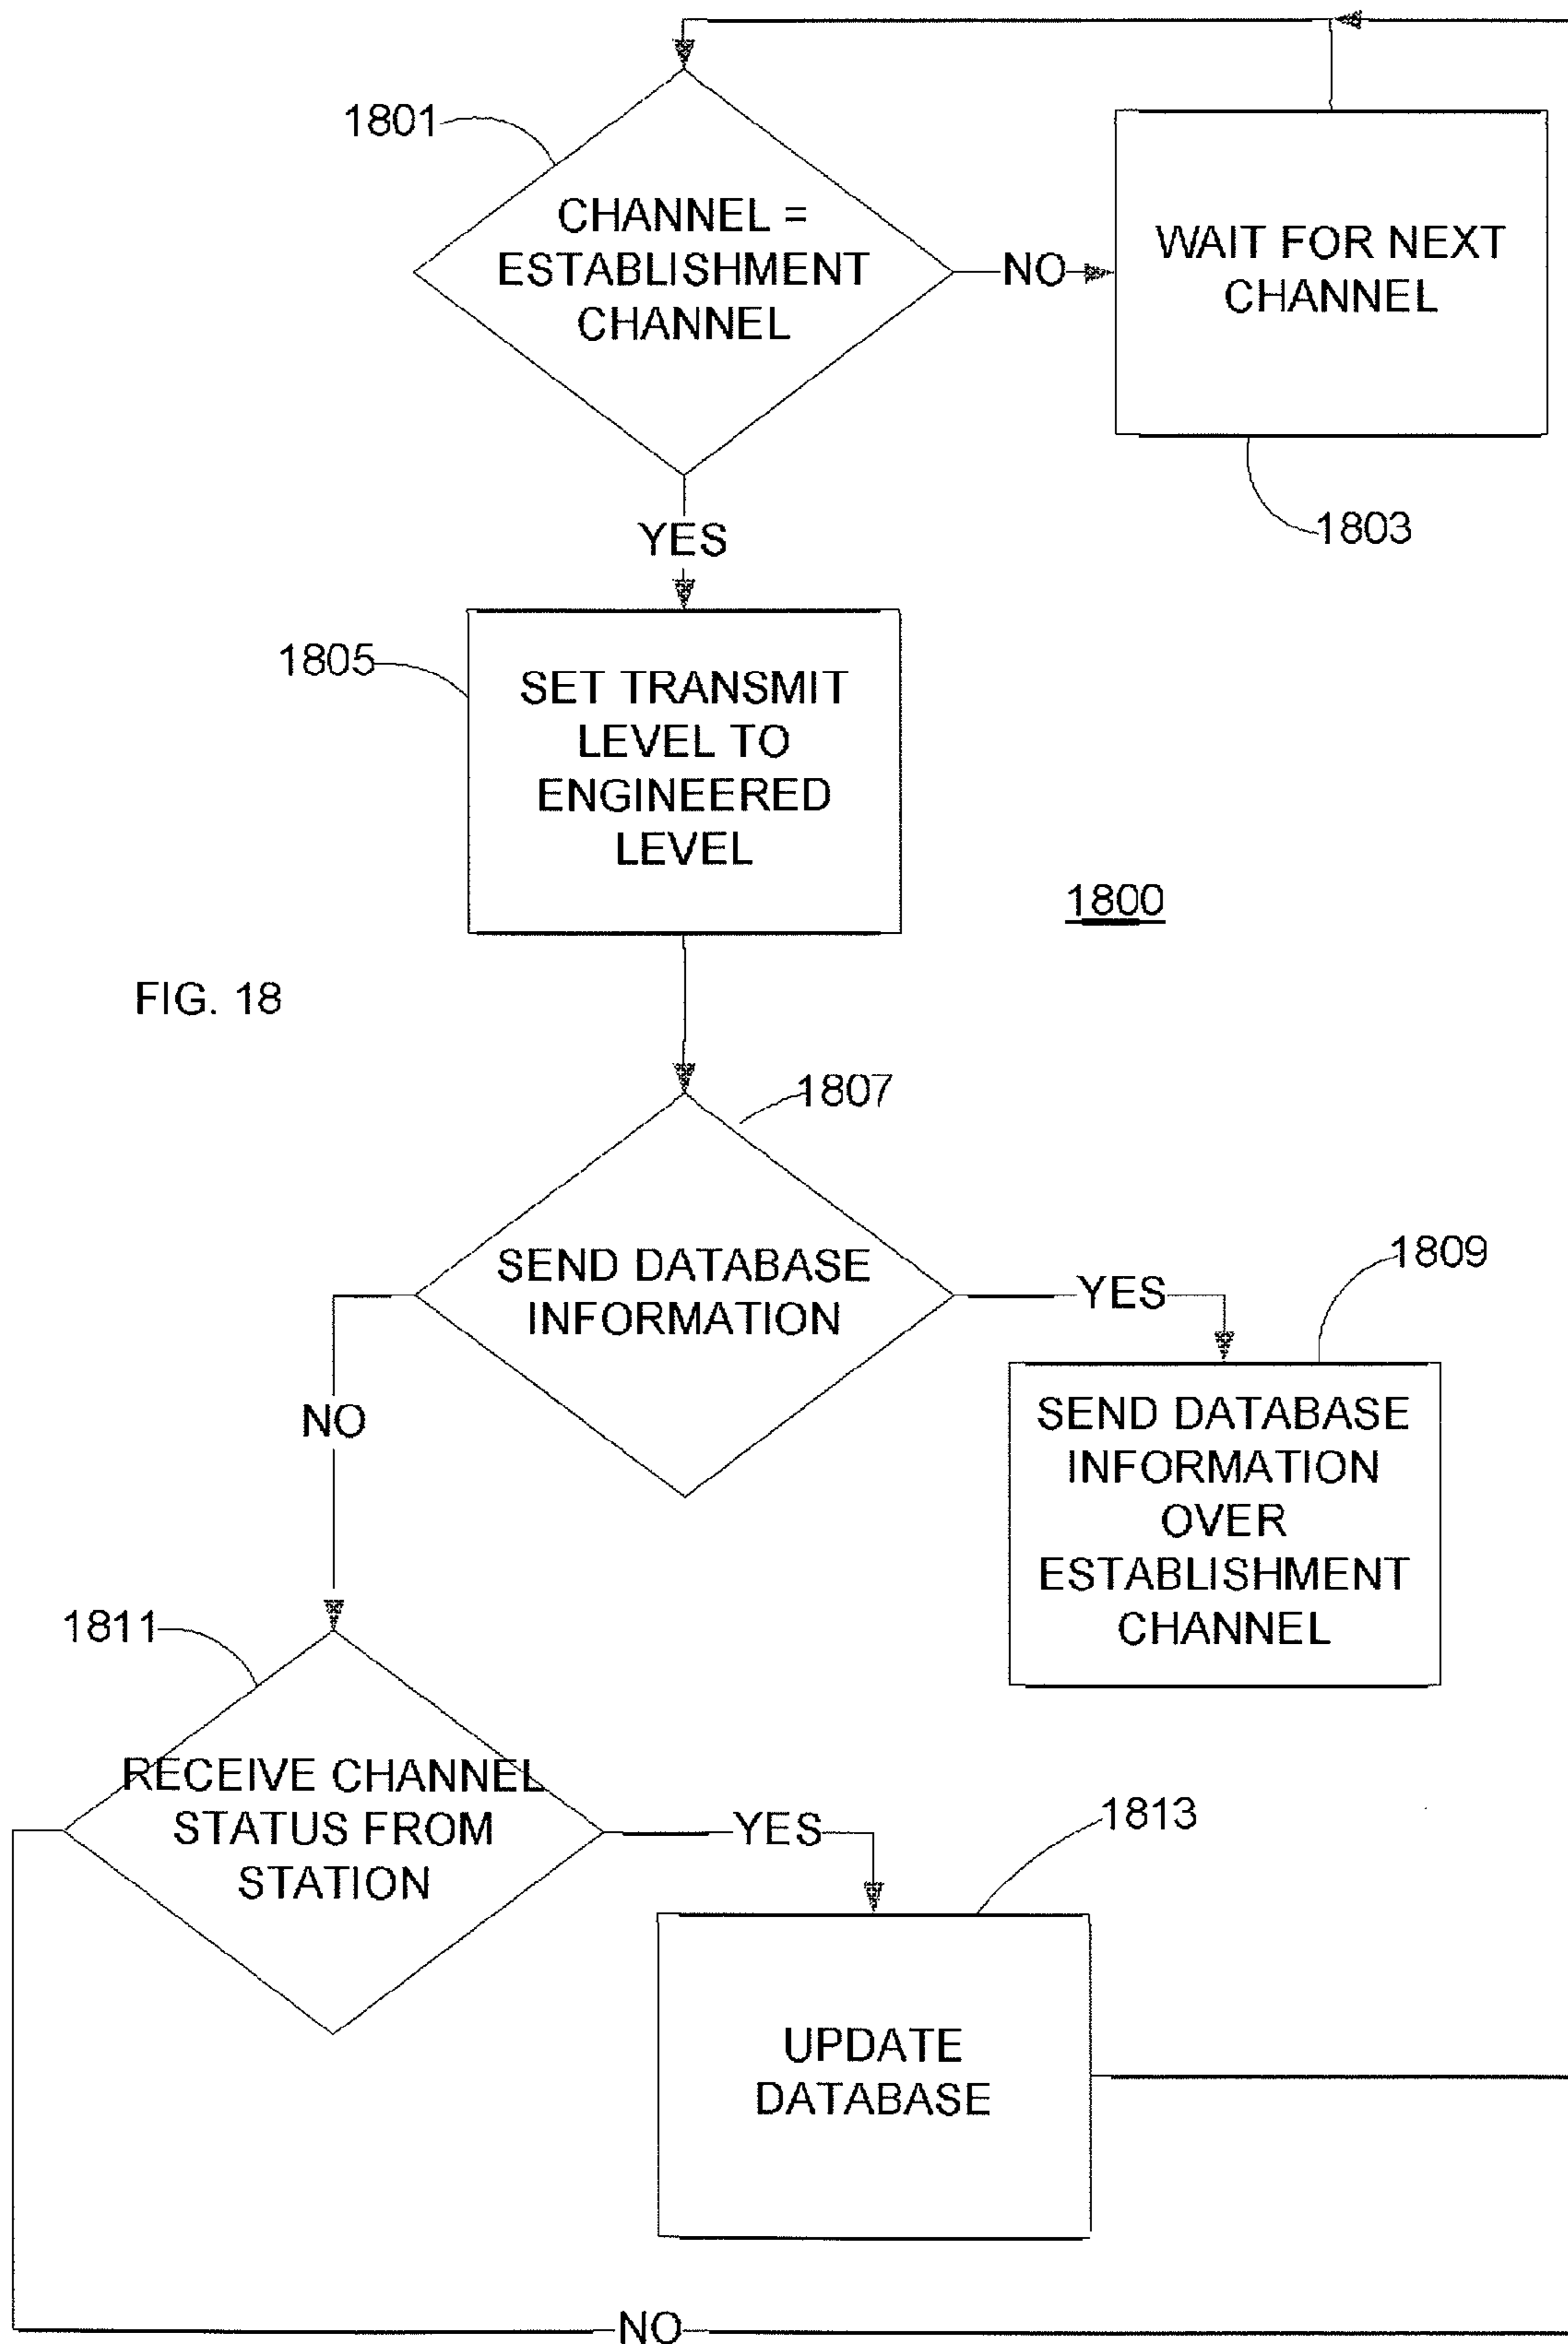 1801
CHANNEL =
ESTABLISHMENT
CHANNEL
NO
WAIT FOR NEXT
CHANNEL
1803
YES
1805
SET TRANSMIT
LEVEL TO
ENGINEERED
LEVEL
1800
FIG. 18
1807
SEND DATABASE
INFORMATION
YES
1809
NO
SEND DATABASE
INFORMATION
OVER
ESTABLISHMENT
CHANNEL
1811
RECEIVE CHANNEL
STATUS FROM
STATION
YES
1813
UPDATE
DATABASE
NO